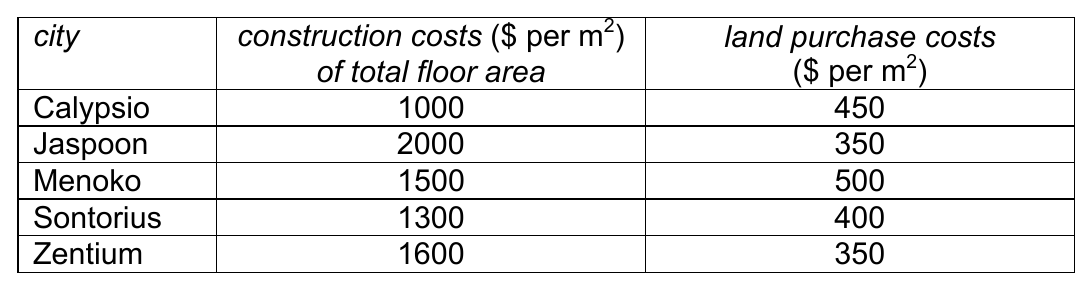 city construction costs ($ per m²) land purchase costs
of total floor area ($ per m²)
Calypsio 1000 450
Jaspoon 2000 350
Menoko 1500 500
Sontorius 1300 400
Zentium 1600 350